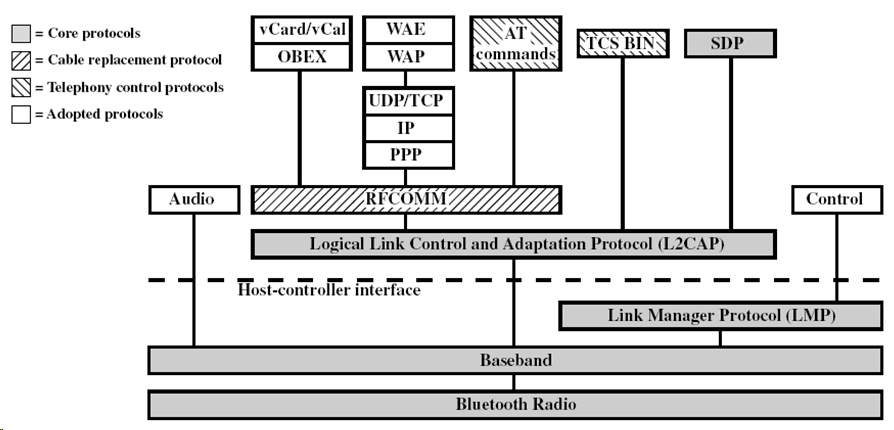 = Core protocols
= Cable replacement protocol
= Telephony control protocols
= Adopted protocols
vCard/vCal
OBEX
WAE
WAP
UDP/TCP
IP
PPP
AT
commands
TCS BIN
SDP
Audio
RFCOMM
Control
Logical Link Control and Adaptation Protocol (L2CAP)
Host-controller interface
Link Manager Protocol (LMP)
Baseband
Bluetooth Radio